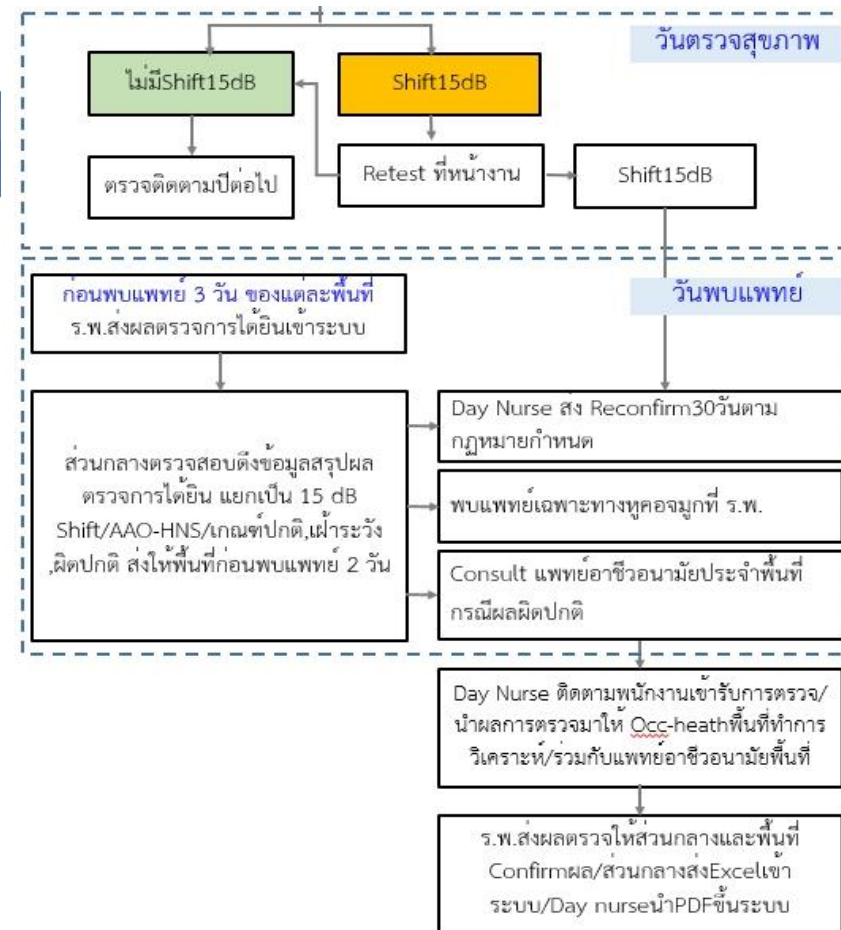 วันตรวจสุขภาพ
ไม่มีShift15dB
Shift15dB
ตรวจติดตามปีต่อไป
Retest ที่หน้างาน
Shift15dB
ก่อนพบแพทย์ 3 วัน ของแต่ละพื้นที่
ร.พ.ส่งผลตรวจการได้ยินเข้าระบบ
วันพบแพทย์
ส่วนกลางตรวจสอบดึงข้อมูลสรุปผล
ตรวจการได้ยิน แยกเป็น 15 dB
Shift/AAO-HNS/เกณฑ์ปกติ,เฝ้าระวัง
,ผิดปกติ ส่งให้พื้นที่ก่อนพบแพทย์ 2 วัน
Day Nurse ส่ง Reconfirm30วันตาม
กฎหมายกำหนด
พบแพทย์เฉพาะทางหูคอจมูกที่ ร.พ.
Consult แพทย์อาชีวอนามัยประจำพื้นที่
กรณีผลผิดปกติ
Day Nurse ติดตามพนักงานเข้ารับการตรวจ/
นำผลการตรวจมาให้ Occ-heathพื้นที่ทำการ
วิเคราะห์/ร่วมกับแพทย์อาชีวอนามัยพื้นที่
ร.พ.ส่งผลตรวจให้ส่วนกลางและพื้นที่
Confirmผล/ส่วนกลางส่งExcelเข้า
ระบบ/Day nurseนำPDFขึ้นระบบ